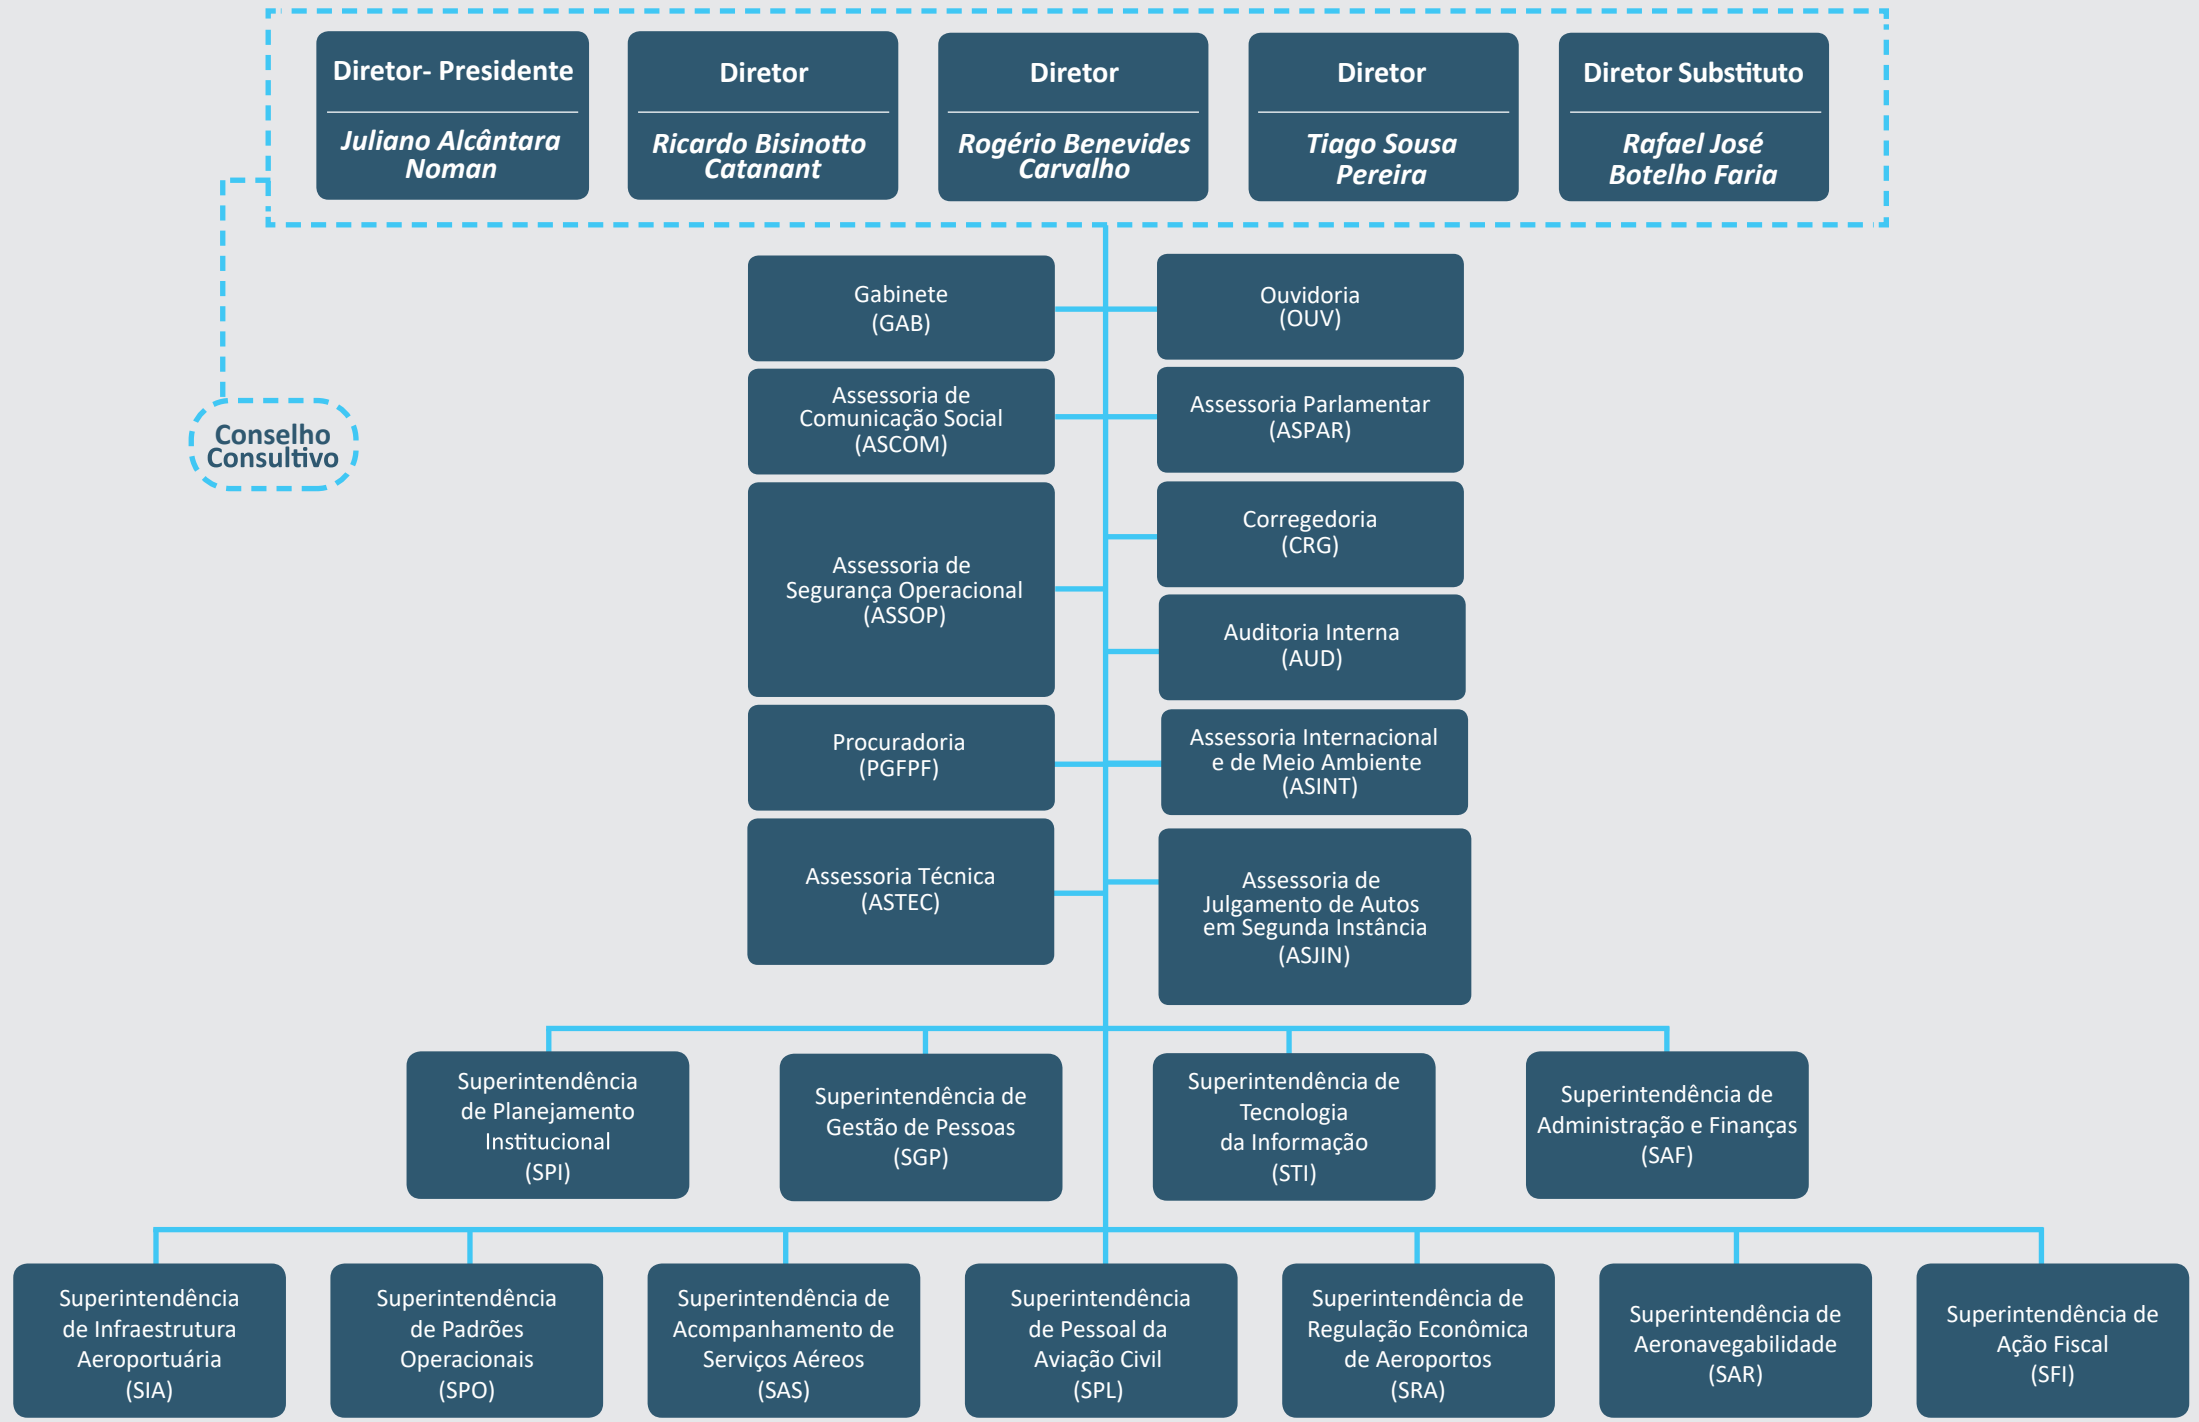 Diretor- Presidente
Juliano Alcântara
Noman
Diretor
Ricardo Bisinotto
Catanant
Diretor
Rogério Benevides
Carvalho
Diretor
Tiago Sousa
Pereira
Diretor Substituto
Rafael José
Botelho Faria
Conselho
Consultivo
Gabinete
(GAB)
Ouvidoria
(OUV)
Assessoria de
Comunicação Social
(ASCOM)
Assessoria Parlamentar
(ASPAR)
Assessoria de
Segurança Operacional
(ASSOP)
Corregedoria
(CRG)
Auditoria Interna
(AUD)
Procuradoria
(PGFPF)
Assessoria Internacional
e de Meio Ambiente
(ASINT)
Assessoria Técnica
(ASTEC)
Assessoria de
Julgamento de Autos
em Segunda Instância
(ASJIN)
Superintendência
de Planejamento
Institucional
(SPI)
Superintendência de
Gestão de Pessoas
(SGP)
Superintendência de
Tecnologia
da Informação
(STI)
Superintendência de
Administração e Finanças
(SAF)
Superintendência
de Infraestrutura
Aeroportuária
(SIA)
Superintendência
de Padrões
Operacionais
(SPO)
Superintendência de
Acompanhamento de
Serviços Aéreos
(SAS)
Superintendência
de Pessoal da
Aviação Civil
(SPL)
Superintendência de
Regulação Econômica
de Aeroportos
(SRA)
Superintendência de
Aeronavegabilidade
(SAR)
Superintendência de
Ação Fiscal
(SFI)